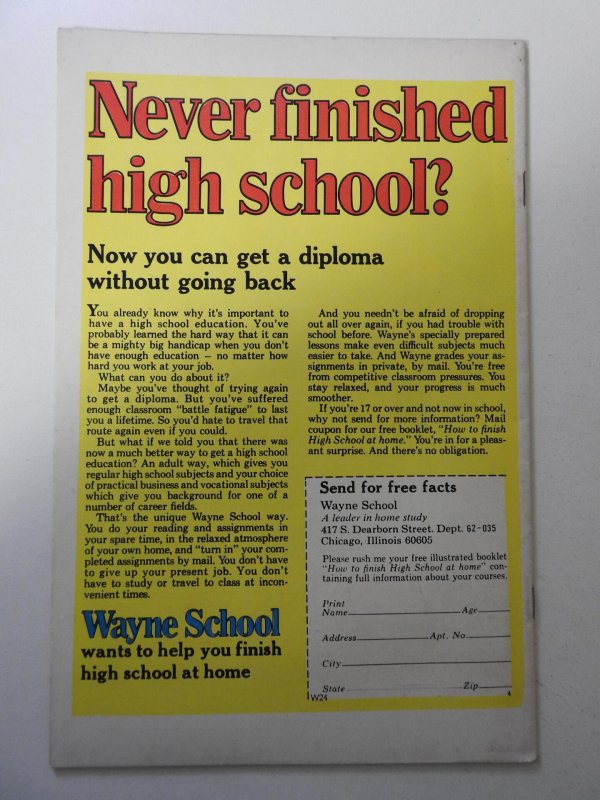 Never finished
high school?
Now you can get a diploma
without going back
You already know why it's important to
have a high school education. You've
probably learned the hard way that it can
be a mighty big handicap when you don't
have enough education – no matter how
hard you work at your job.
What can you do about it?
Maybe you've thought of trying again
to get a diploma. But you've suffered
enough classroom "battle fatigue" to last
you a lifetime. So you'd hate to travel that
route again even if you could.
But what if we told you that there was
now a much better way to get a high school
education? An adult way, which gives you
regular high school subjects and your choice
of practical business and vocational subjects
which give you background for one of a
number of career fields.
That's the unique Wayne School way.
You do your reading and assignments in
your spare time, in the relaxed atmosphere
of your own home, and "turn in" your com-
pleted assignments by mail. You don't have
to give up your present job. You don't
have to study or travel to class at incon-
venient times.
Wayne School
wants to help you finish
high school at home
And you needn't be afraid of dropping
out all over again, if you had trouble with
school before. Wayne's specially prepared
lessons make even difficult subjects much
easier to take. And Wayne grades your as-
signments in private, by mail. You're free
from competitive classroom pressures. You
stay relaxed, and your progress is much
smoother.
If you're 17 or over and not now in school,
why not send for more information? Mail
coupon for our free booklet, "How to finish
High School at home." You're in for a pleas-
ant surprise. And there's no obligation.
Send for free facts
Wayne School
A leader in home study
417 S. Dearborn Street. Dept. 62-035
Chicago, Illinois 60605
Please rush me your free illustrated booklet
"How to finish High School at home" con-
taining full information about your courses.
Print
Name Age
Address Apt. No.
City
State Zip
W24 4